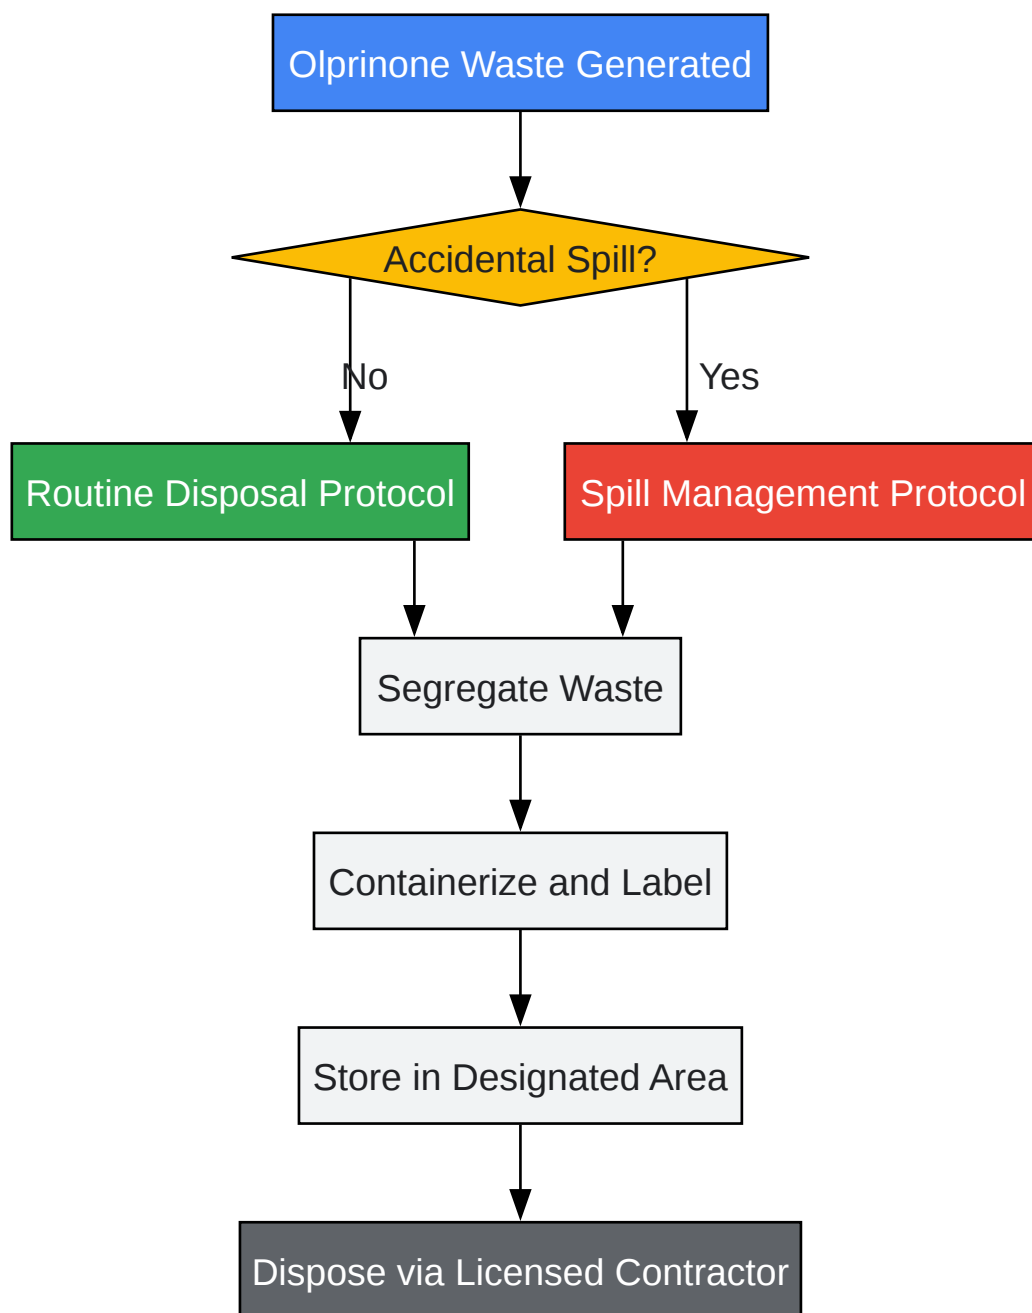 Olprinone Waste Generated
Accidental Spill?
No
Yes
Routine Disposal Protocol
Spill Management Protocol
Segregate Waste
Containerize and Label
Store in Designated Area
Dispose via Licensed Contractor